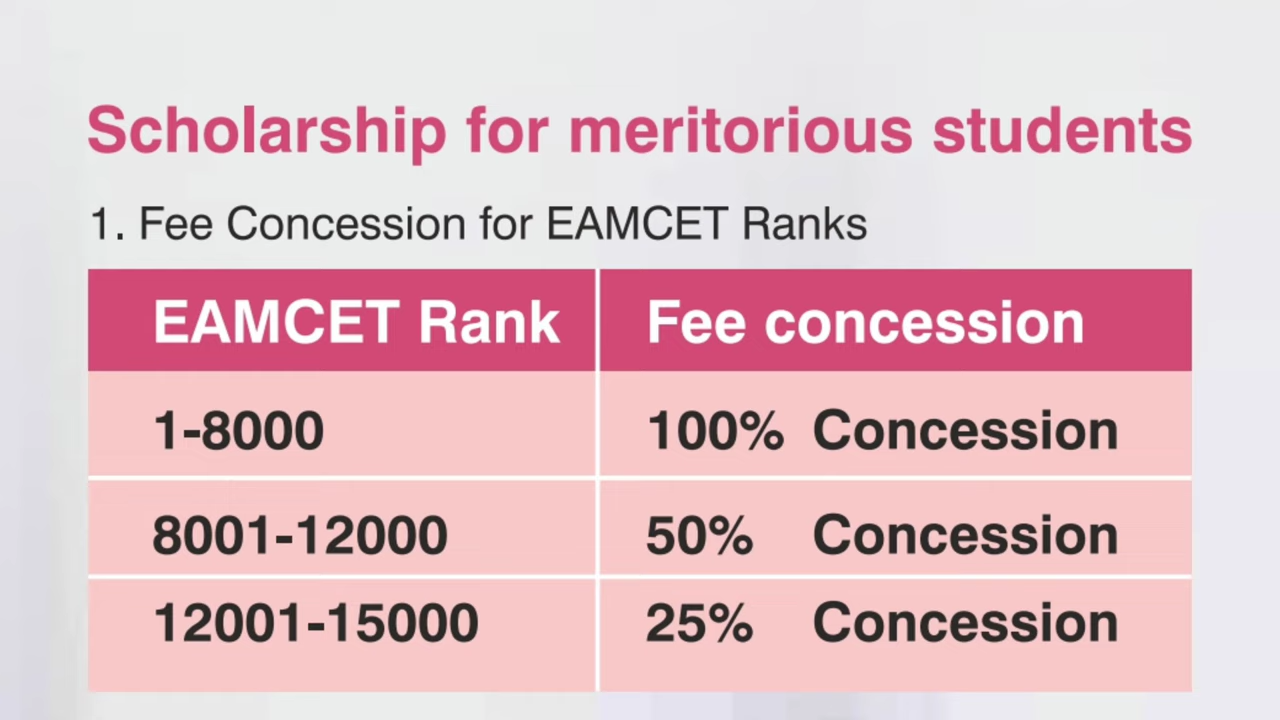 Scholarship for meritorious students
1. Fee Concession for EAMCET Ranks
EAMCET Rank Fee concession
1-8000 100% Concession
8001-12000 50% Concession
12001-15000 25% Concession